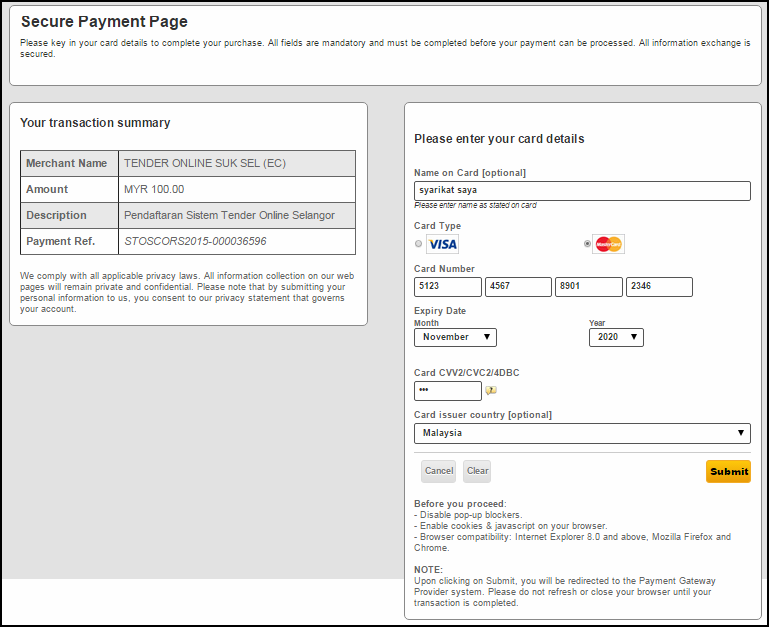 Secure Payment Page
Please key in your card details to complete your purchase. All fields are mandatory and must be completed before your payment can be processed. All information exchange is
secured.
Your transaction summary
Merchant Name TENDER ONLINE SUK SEL (EC)
Amount MYR 100.00
Description Pendaftaran Sistem Tender Online Selangor
Payment Ref. STOSCORS2015-000036596
We comply with all applicable privacy laws. All information collection on our web
pages will remain private and confidential. Please note that by submitting your
personal information to us, you consent to our privacy statement that governs
your account.
Please enter your card details
Name on Card [optional]
syarikat saya
Please enter name as stated on card
Card Type
VISA MasterCard
Card Number
5123 4567 8901 2346
Expiry Date
Month Year
November 2020
Card CVV2/CVC2/4DBC
•••
Card issuer country [optional]
Malaysia
Cancel Clear Submit
Before you proceed:
- Disable pop-up blockers.
- Enable cookies & javascript on your browser.
- Browser compatibility: Internet Explorer 8.0 and above, Mozilla Firefox and
Chrome.
NOTE:
Upon clicking on Submit, you will be redirected to the Payment Gateway
Provider system. Please do not refresh or close your browser until your
transaction is completed.